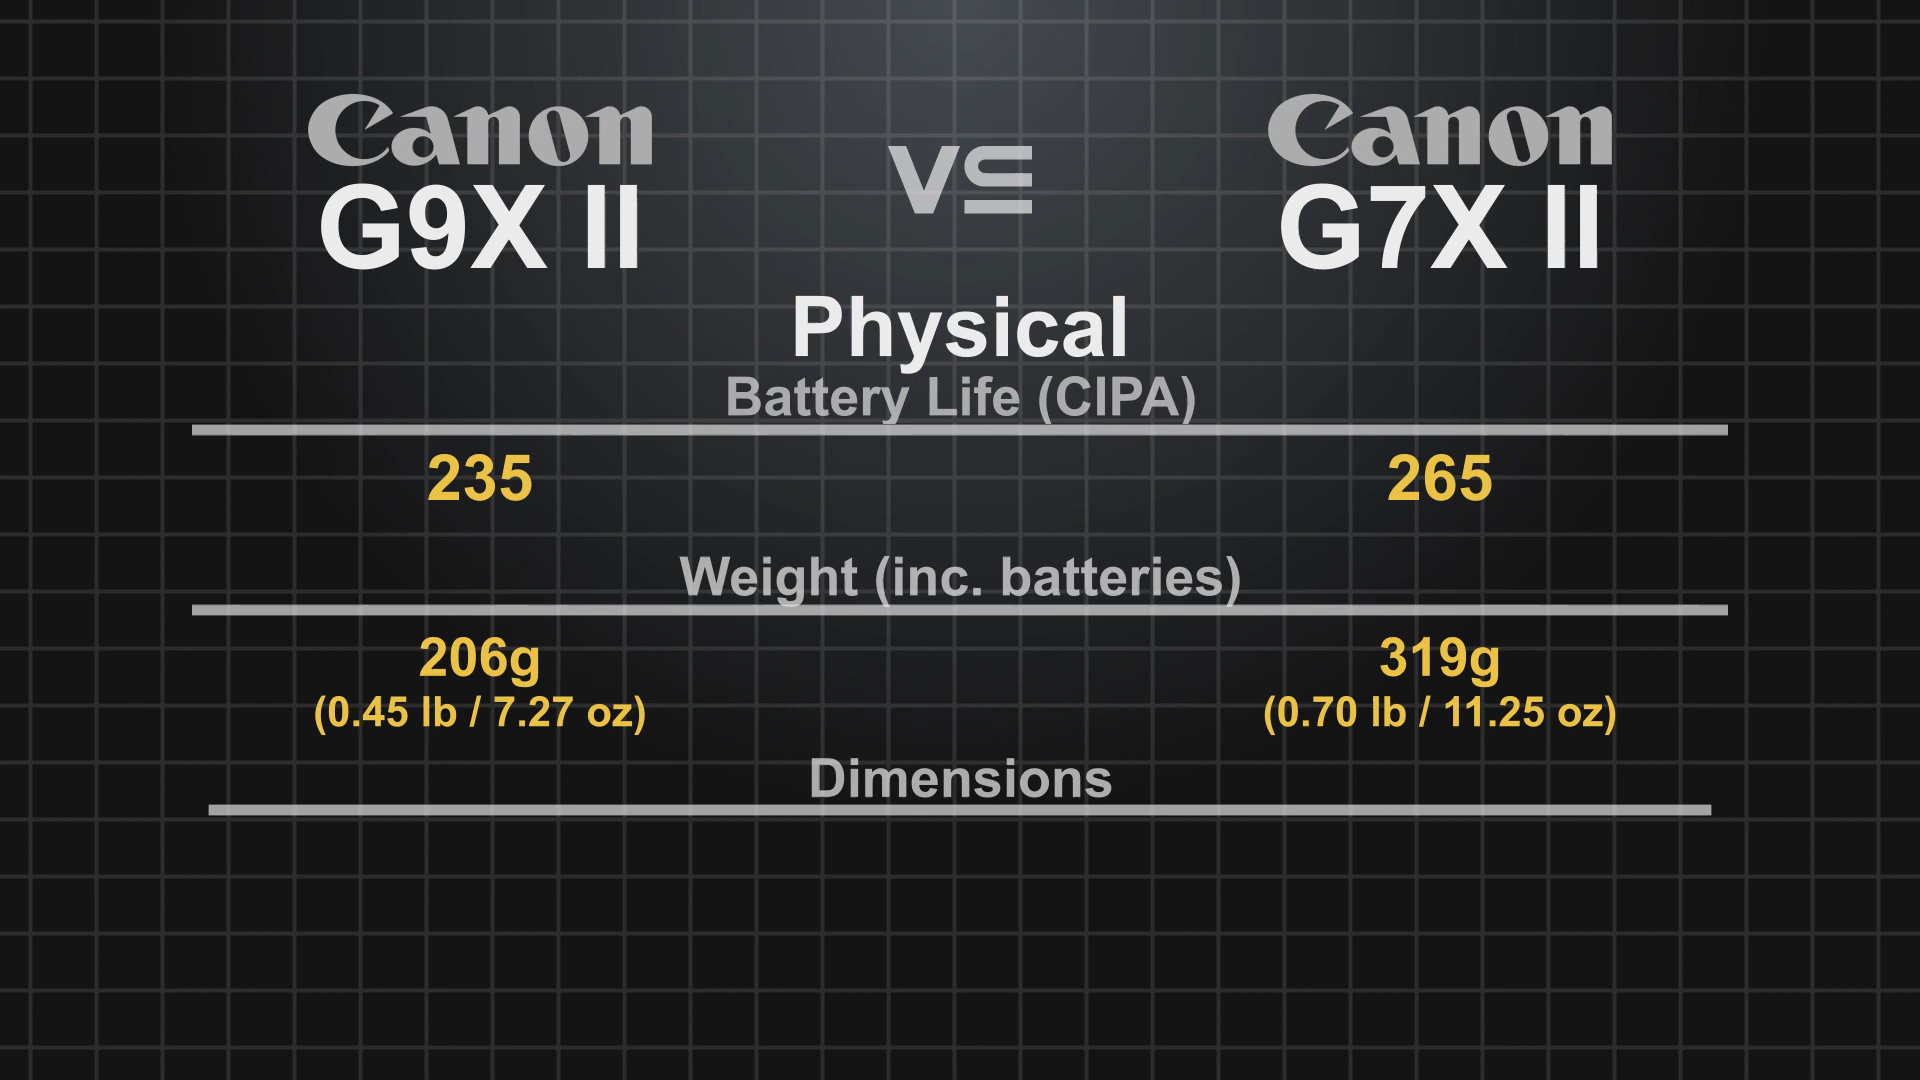 Canon
G9X II
VS
Canon
G7X II
Physical
Battery Life (CIPA)
235
265
Weight (inc. batteries)
206g
(0.45 lb / 7.27 oz)
319g
(0.70 lb / 11.25 oz)
Dimensions